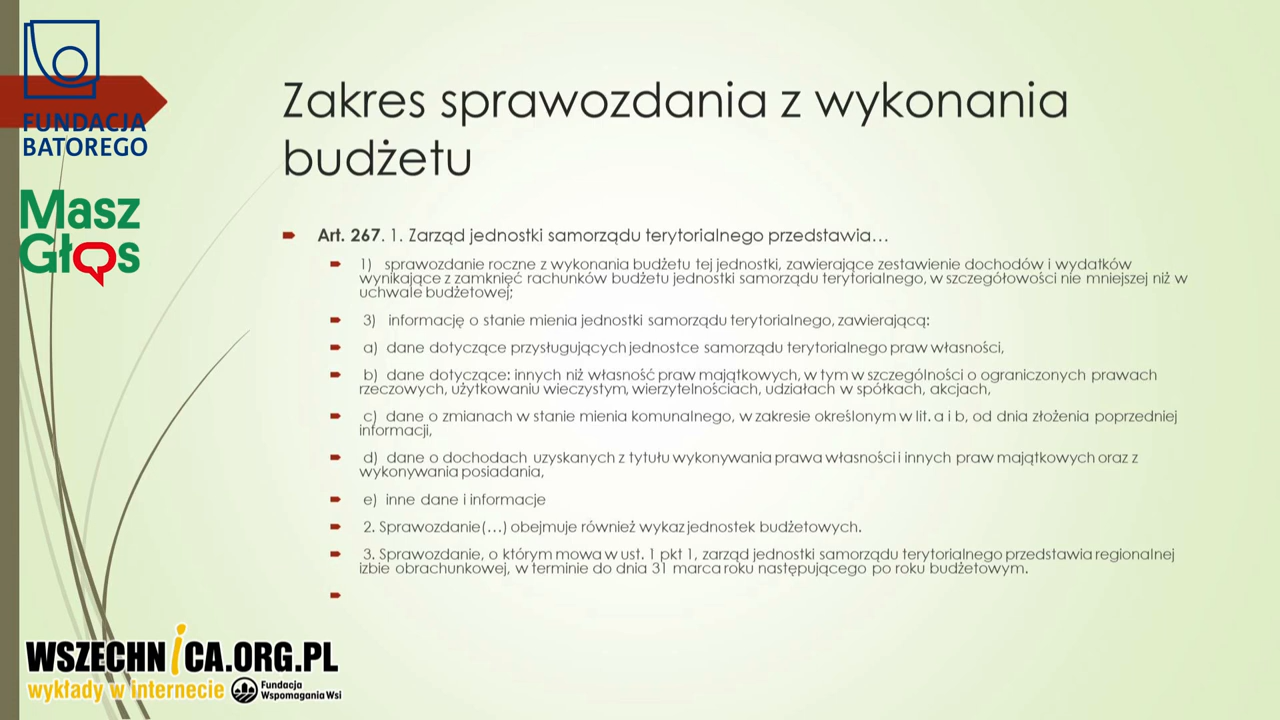 FUNDACJA
BATOREGO
Masz
Głos
Zakres sprawozdania z wykonania
budżetu
Art. 267. 1. Zarząd jednostki samorządu terytorialnego przedstawia…
1) sprawozdanie roczne z wykonania budżetu tej jednostki, zawierające zestawienie dochodów i wydatków
wynikające z zamknięć rachunków budżetu jednostki samorządu terytorialnego, w szczegółowości nie mniejszej niż w
uchwale budżetowej;
3) informację o stanie mienia jednostki samorządu terytorialnego, zawierającą:
a) dane dotyczące przysługujących jednostce samorządu terytorialnego praw własności,
b) dane dotyczące: innych niż własność praw majątkowych, w tym w szczególności o ograniczonych prawach
rzeczowych, użytkowaniu wieczystym, wierzytelnościach, udziałach w spółkach, akcjach,
c) dane o zmianach w stanie mienia komunalnego, w zakresie określonym w lit. a i b, od dnia złożenia poprzedniej
informacji,
d) dane o dochodach uzyskanych z tytułu wykonywania prawa własności i innych praw majątkowych oraz z
wykonywania posiadania,
e) inne dane i informacje
2. Sprawozdanie(…) obejmuje również wykaz jednostek budżetowych.
3. Sprawozdanie, o którym mowa w ust. 1 pkt 1, zarząd jednostki samorządu terytorialnego przedstawia regionalnej
izbie obrachunkowej, w terminie do dnia 31 marca roku następującego po roku budżetowym.
WSZECHNiCA.ORG.PL
wykłady w internecie
Fundacja
Wspomagania Wsi